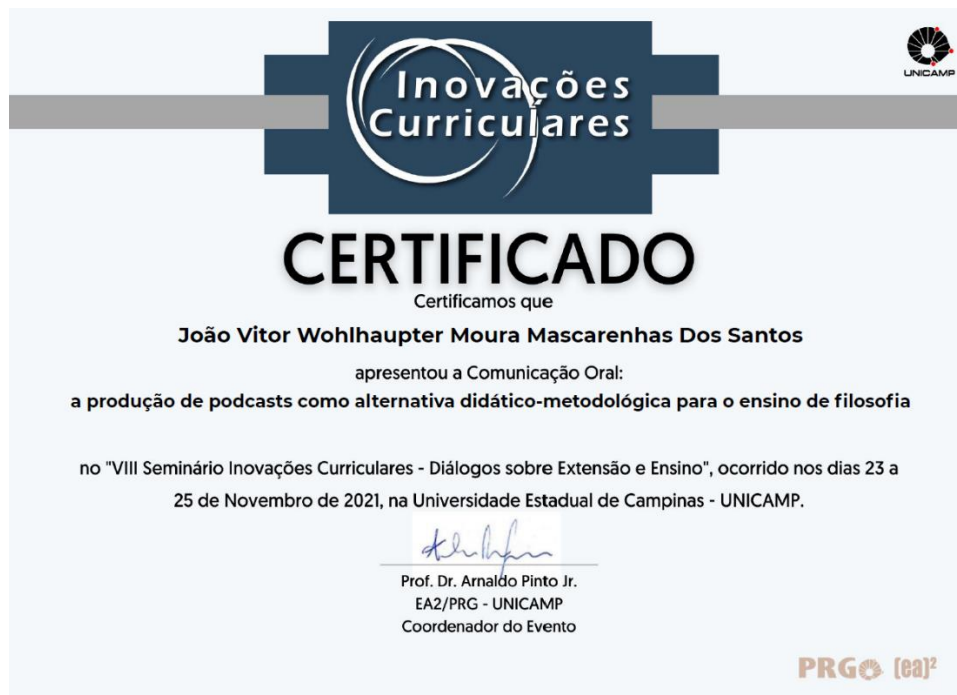 Inovações
Curriculares
UNICAMP
CERTIFICADO
Certificamos que
João Vitor Wohlhaupter Moura Mascarenhas Dos Santos
apresentou a Comunicação Oral:
a produção de podcasts como alternativa didático-metodológica para o ensino de filosofia
no "VIII Seminário Inovações Curriculares - Diálogos sobre Extensão e Ensino", ocorrido nos dias 23 a
25 de Novembro de 2021, na Universidade Estadual de Campinas - UNICAMP.
Prof. Dr. Arnaldo Pinto Jr.
EA2/PRG - UNICAMP
Coordenador do Evento
PRG [ea]²